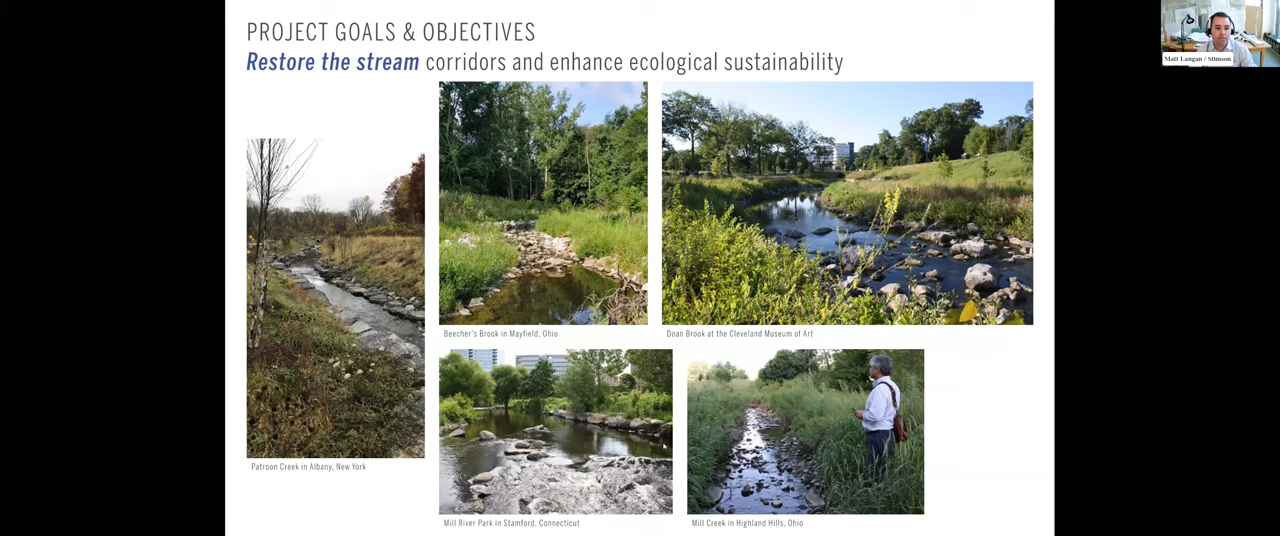 PROJECT GOALS & OBJECTIVES
Restore the stream corridors and enhance ecological sustainability
Matt Langan / Stimson
Beecher's Brook in Mayfield, Ohio
Doan Brook at the Cleveland Museum of Art
Patroon Creek in Albany, New York
Mill River Park in Stamford, Connecticut
Mill Creek in Highland Hills, Ohio